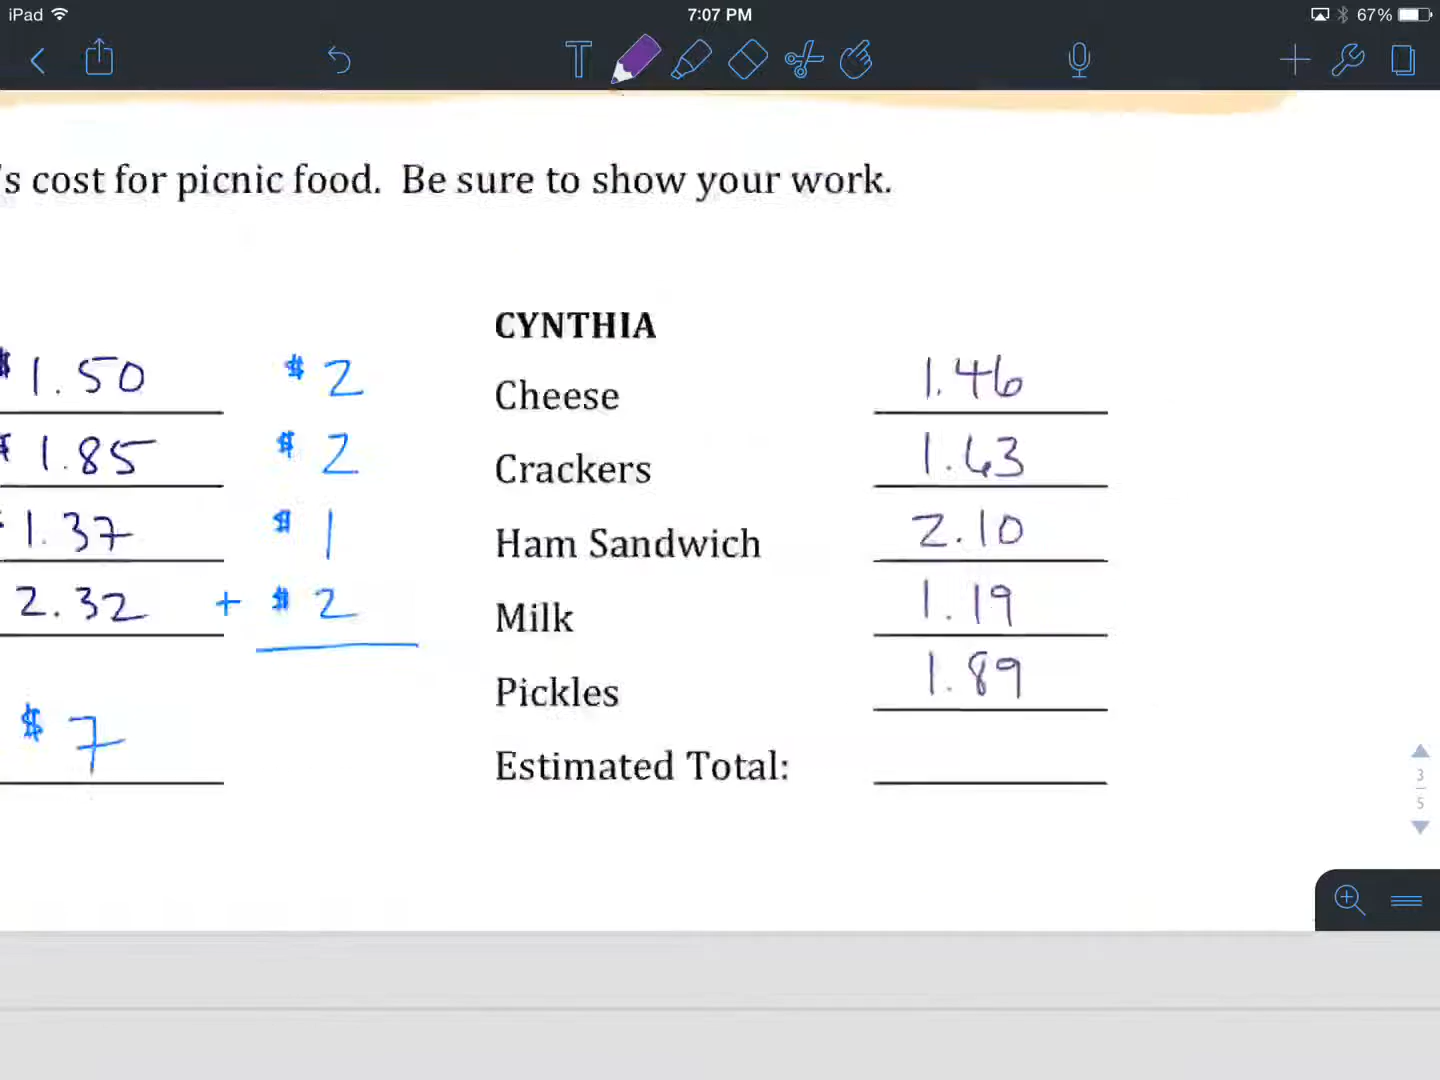 iPad 7:07 PM 67%
T
's cost for picnic food. Be sure to show your work.
CYNTHIA
$1.50 $2 Cheese 1.46
$1.85 $2 Crackers 1.63
1.37 $1 Ham Sandwich 2.10
2.32 + $2 Milk 1.19
Pickles 1.89
$7 Estimated Total:
3
5